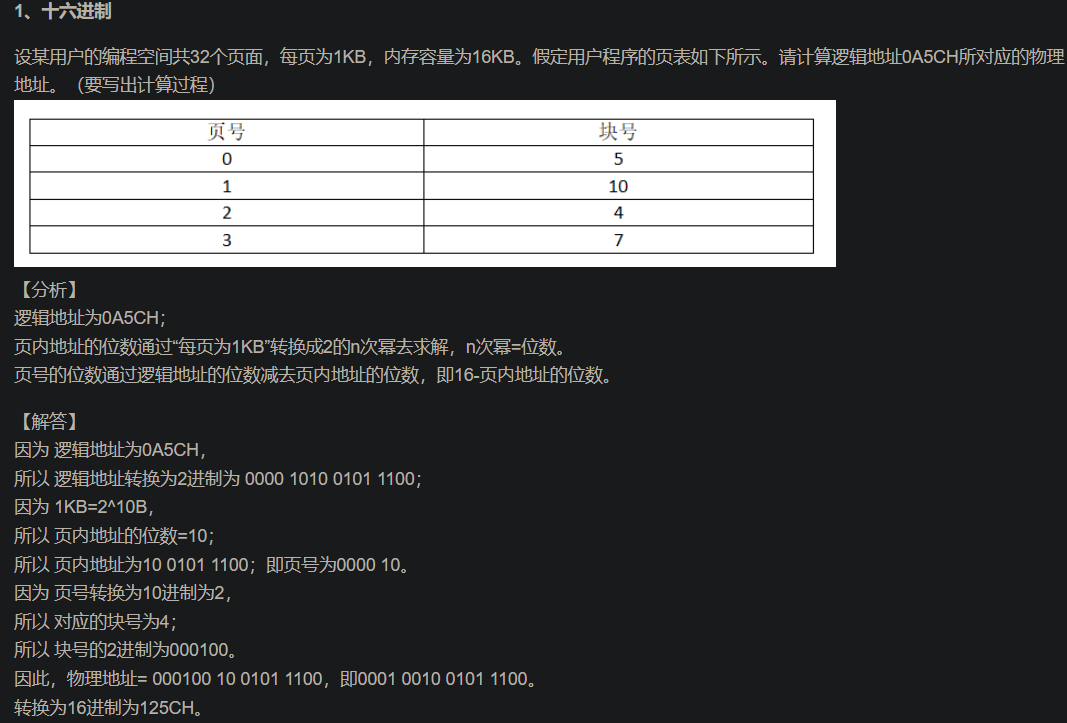 1、十六进制
设某用户的编程空间共32个页面，每页为1KB，内存容量为16KB。假定用户程序的页表如下所示。请计算逻辑地址0A5CH所对应的物理
地址。（要写出计算过程）
页号 块号
0 5
1 10
2 4
3 7
【分析】
逻辑地址为0A5CH；
页内地址的位数通过“每页为1KB”转换成2的n次幂去求解，n次幂=位数。
页号的位数通过逻辑地址的位数减去页内地址的位数，即16-页内地址的位数。
【解答】
因为 逻辑地址为0A5CH，
所以 逻辑地址转换为2进制为 0000 1010 0101 1100；
因为 1KB=2^10B，
所以 页内地址的位数=10；
所以 页内地址为10 0101 1100；即页号为0000 10。
因为 页号转换为10进制为2，
所以 对应的块号为4；
所以 块号的2进制为000100。
因此，物理地址= 000100 10 0101 1100，即0001 0010 0101 1100。
转换为16进制为125CH。